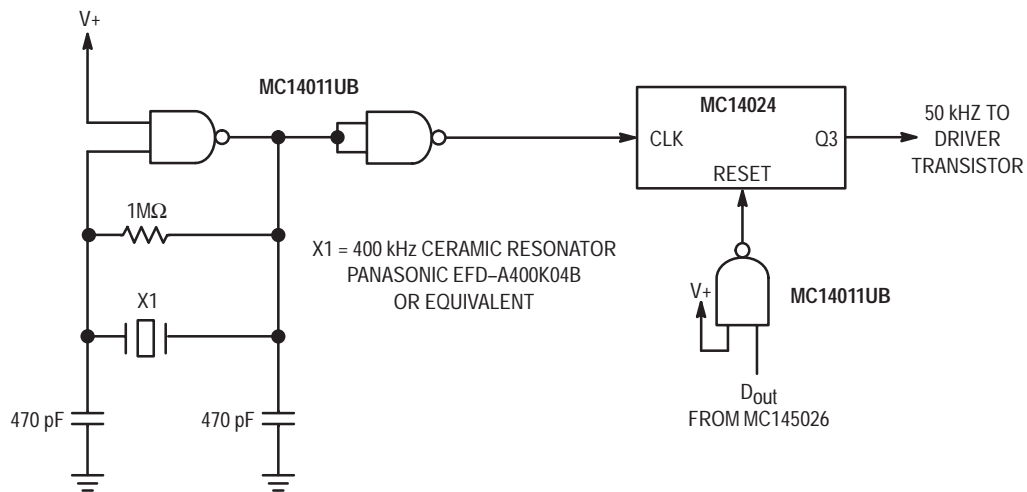 V+
MC14011UB
MC14024
CLK
Q3
RESET
50 kHZ TO
DRIVER
TRANSISTOR
1MΩ
X1 = 400 kHz CERAMIC RESONATOR
PANASONIC EFD–A400K04B
OR EQUIVALENT
X1
V+
MC14011UB
470 pF
470 pF
Dout
FROM MC145026